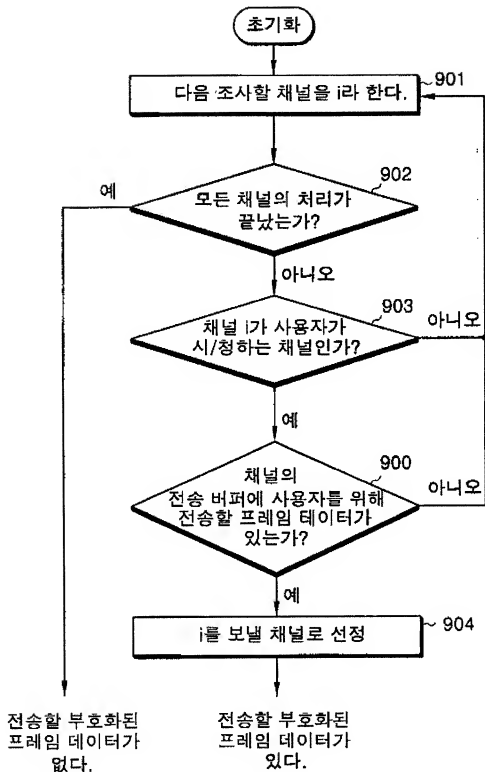 초기화
901
다음 조사할 채널을 i라 한다.
902
예
모든 채널의 처리가
끝났는가?
아니오
903
채널 i가 사용자가
시/청하는 채널인가?
아니오
예
900
채널의
전송 버퍼에 사용자를 위해
전송할 프레임 테이터가
있는가?
아니오
예
904
i를 보낼 채널로 선정
전송할 부호화된
프레임 데이터가
없다.
전송할 부호화된
프레임 데이터가
있다.